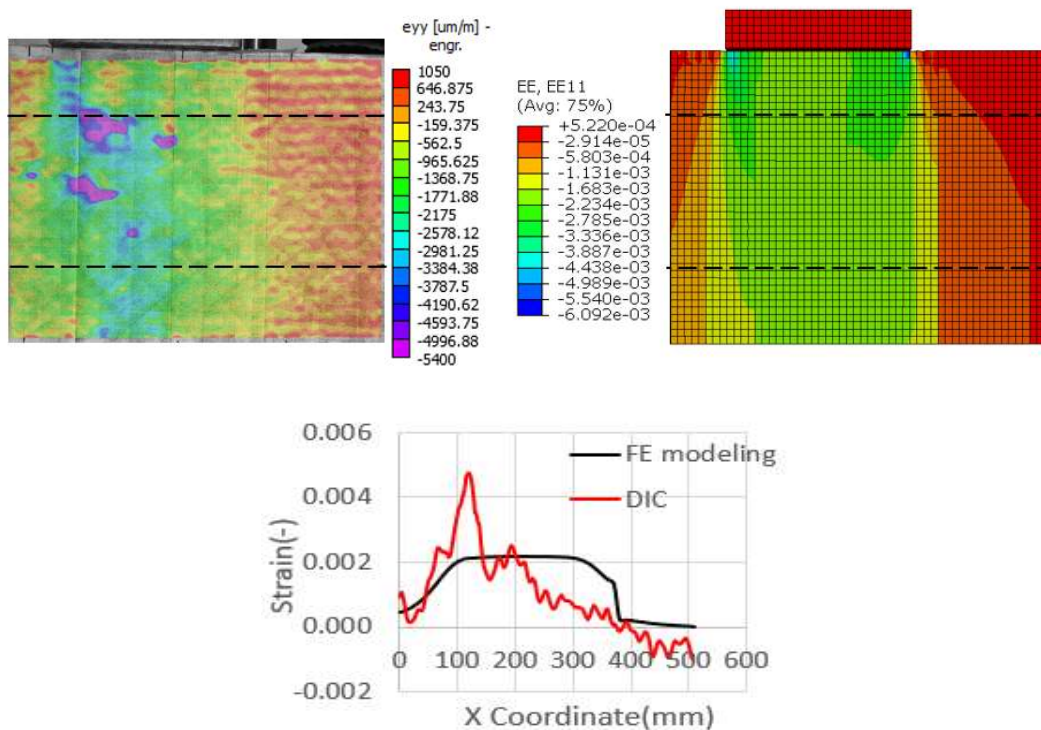 eyy [um/m] -
engr.
1050
646.875
243.75
-159.375
-562.5
-965.625
-1368.75
-1771.88
-2175
-2578.12
-2981.25
-3384.38
-3787.5
-4190.62
-4593.75
-4996.88
-5400
EE, EE11
(Avg: 75%)
+5.220e-04
-2.914e-05
-5.803e-04
-1.131e-03
-1.683e-03
-2.234e-03
-2.785e-03
-3.336e-03
-3.887e-03
-4.438e-03
-4.989e-03
-5.540e-03
-6.092e-03
0.006
0.004
0.002
0.000
-0.002
Strain(-)
FE modeling
DIC
0 100 200 300 400 500 600
X Coordinate(mm)